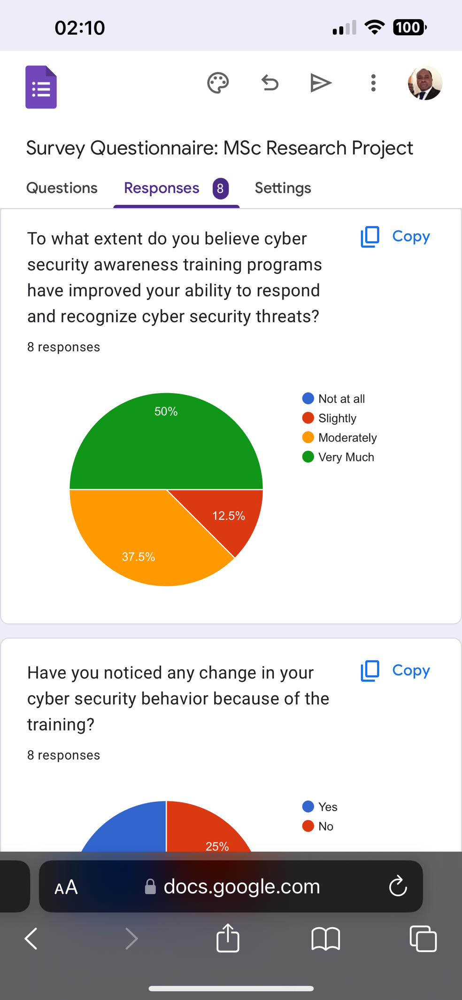 02:10
100
Survey Questionnaire: MSc Research Project
Questions
Responses
8
Settings
To what extent do you believe cyber
security awareness training programs
have improved your ability to respond
and recognize cyber security threats?
Copy
8 responses
50%
12.5%
37.5%
Not at all
Slightly
Moderately
Very Much
Have you noticed any change in your
cyber security behavior because of the
training?
Copy
8 responses
25%
Yes
No
AA
docs.google.com